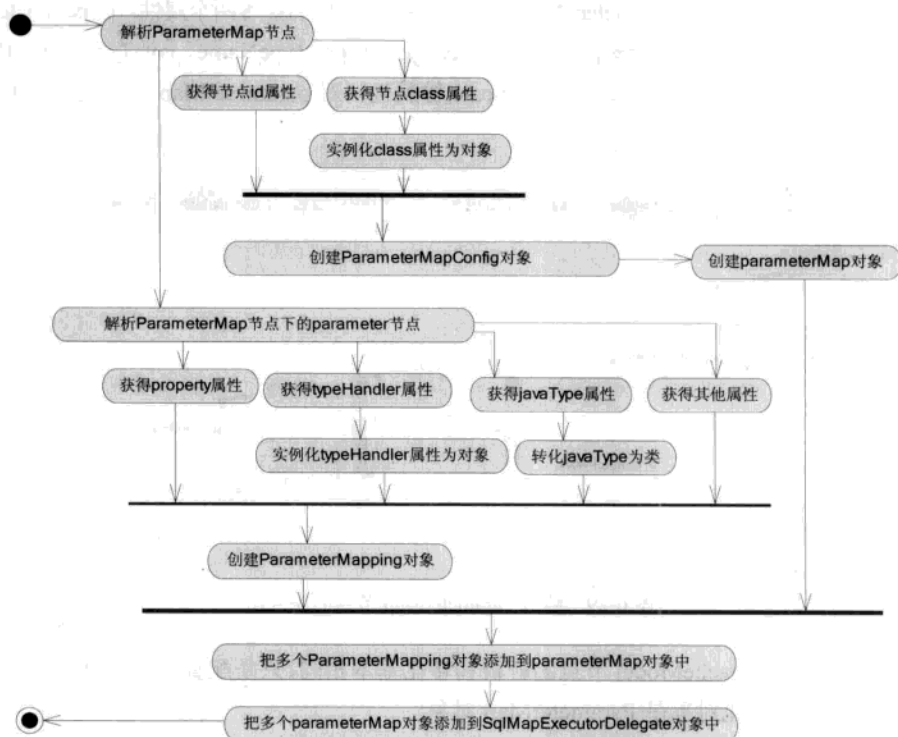 解析ParameterMap节点
获得节点id属性
获得节点class属性
实例化class属性为对象
创建ParameterMapConfig对象
创建parameterMap对象
解析ParameterMap节点下的parameter节点
获得property属性
获得typeHandler属性
获得javaType属性
获得其他属性
实例化typeHandler属性为对象
转化javaType为类
创建ParameterMapping对象
把多个ParameterMapping对象添加到parameterMap对象中
把多个parameterMap对象添加到SqlMapExecutorDelegate对象中